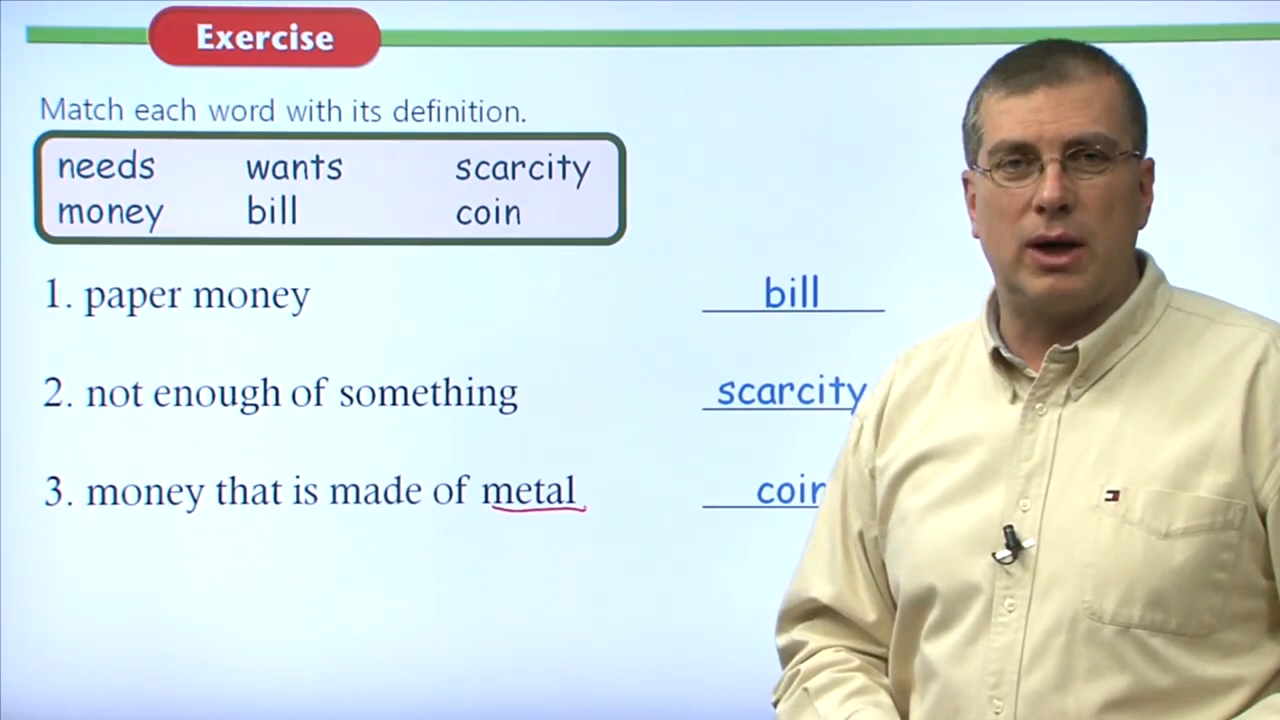 Exercise
Match each word with its definition.
needs wants scarcity
money bill coin
1. paper money bill
2. not enough of something scarcity
3. money that is made of metal coin